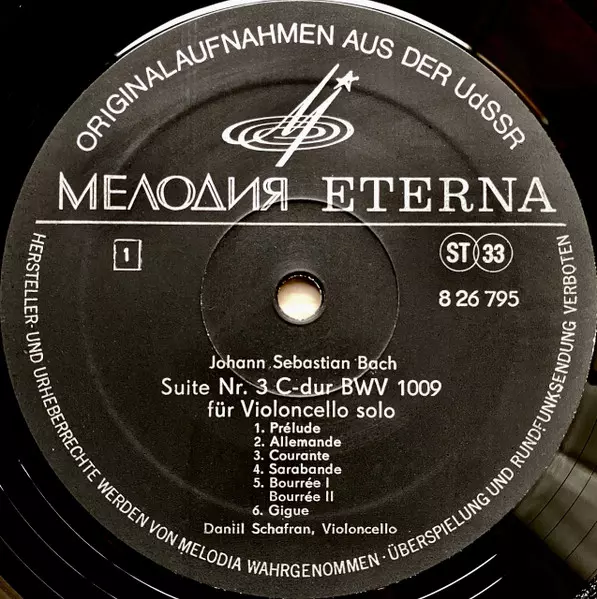 ORIGINALAUFNAHMEN AUS DER UdSSR
МЕЛОДИЯ ETERNA
1
ST 33
8 26 795
Johann Sebastian Bach
Suite Nr. 3 C-dur BWV 1009
für Violoncello solo
1. Prélude
2. Allemande
3. Courante
4. Sarabande
5. Bourrée I
Bourrée II
6. Gigue
Daniil Schafran, Violoncello
HERSTELLER- UND URHEBERRECHTE WERDEN VON MELODIA WAHRGENOMMEN · ÜBERSPIELUNG UND RUNDFUNKSENDUNG VERBOTEN